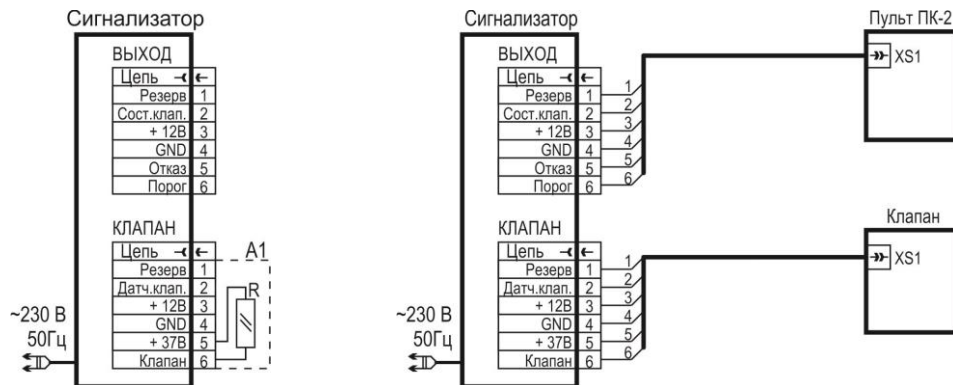 Сигнализатор
ВЫХОД
Цепь
Резерв 1
Сост.клап. 2
+ 12В 3
GND 4
Отказ 5
Порог 6
КЛАПАН
Цепь
A1
Резерв 1
Датч.клап. 2
R
+ 12В 3
GND 4
+ 37В 5
Клапан 6
~230 В
50Гц
Сигнализатор
ВЫХОД
Цепь
Резерв 1 1
Сост.клап. 2 2
+ 12В 3 3
GND 4 4
Отказ 5 5
Порог 6 6
КЛАПАН
Цепь
Резерв 1 1
Датч.клап. 2 2
+ 12В 3 3
GND 4 4
+ 37В 5 5
Клапан 6 6
~230 В
50Гц
Пульт ПК-2
XS1
Клапан
XS1